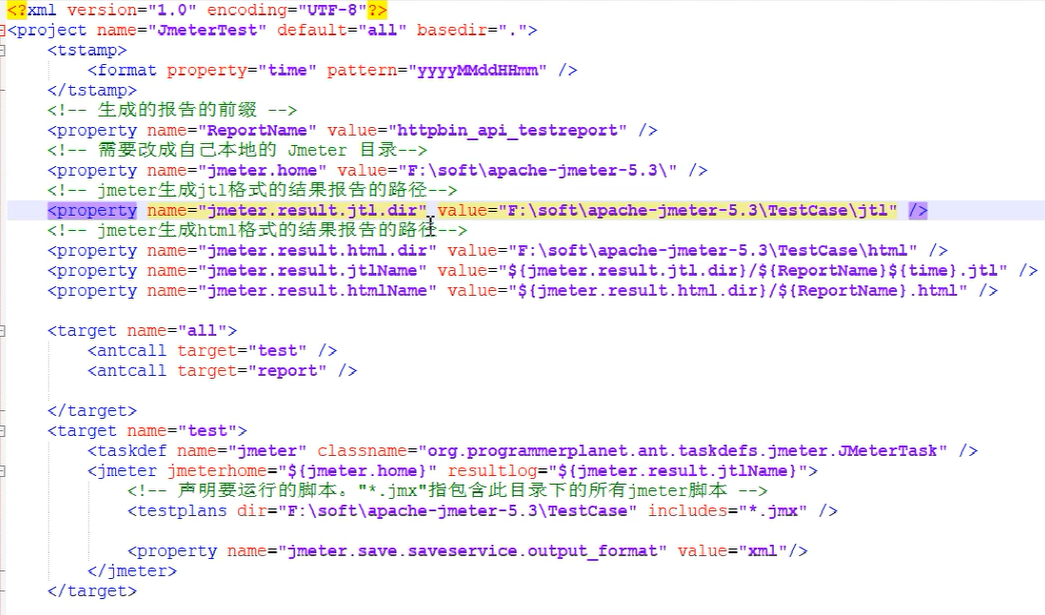 <?xml version="1.0" encoding="UTF-8"?>
<project name="JmeterTest" default="all" basedir=".">
<tstamp>
<format property="time" pattern="yyyyMMddHHmm" />
</tstamp>
<!-- 生成的报告的前缀 -->
<property name="ReportName" value="httpbin_api_testreport" />
<!-- 需要改成自己本地的 Jmeter 目录-->
<property name="jmeter.home" value="F:\soft\apache-jmeter-5.3\" />
<!-- jmeter生成jtl格式的结果报告的路径-->
<property name="jmeter.result.jtl.dir" value="F:\soft\apache-jmeter-5.3\TestCase\jtl" />
<!-- jmeter生成html格式的结果报告的路径-->
<property name="jmeter.result.html.dir" value="F:\soft\apache-jmeter-5.3\TestCase\html" />
<property name="jmeter.result.jtlName" value="${jmeter.result.jtl.dir}/${ReportName}${time}.jtl" />
<property name="jmeter.result.htmlName" value="${jmeter.result.html.dir}/${ReportName}.html" />
<target name="all">
<antcall target="test" />
<antcall target="report" />
</target>
<target name="test">
<taskdef name="jmeter" classname="org.programmerplanet.ant.taskdefs.jmeter.JMeterTask" />
<jmeter jmeterhome="${jmeter.home}" resultlog="${jmeter.result.jtlName}">
<!-- 声明要运行的脚本。"*.jmx"指包含此目录下的所有jmeter脚本 -->
<testplans dir="F:\soft\apache-jmeter-5.3\TestCase" includes="*.jmx" />
<property name="jmeter.save.saveservice.output_format" value="xml"/>
</jmeter>
</target>